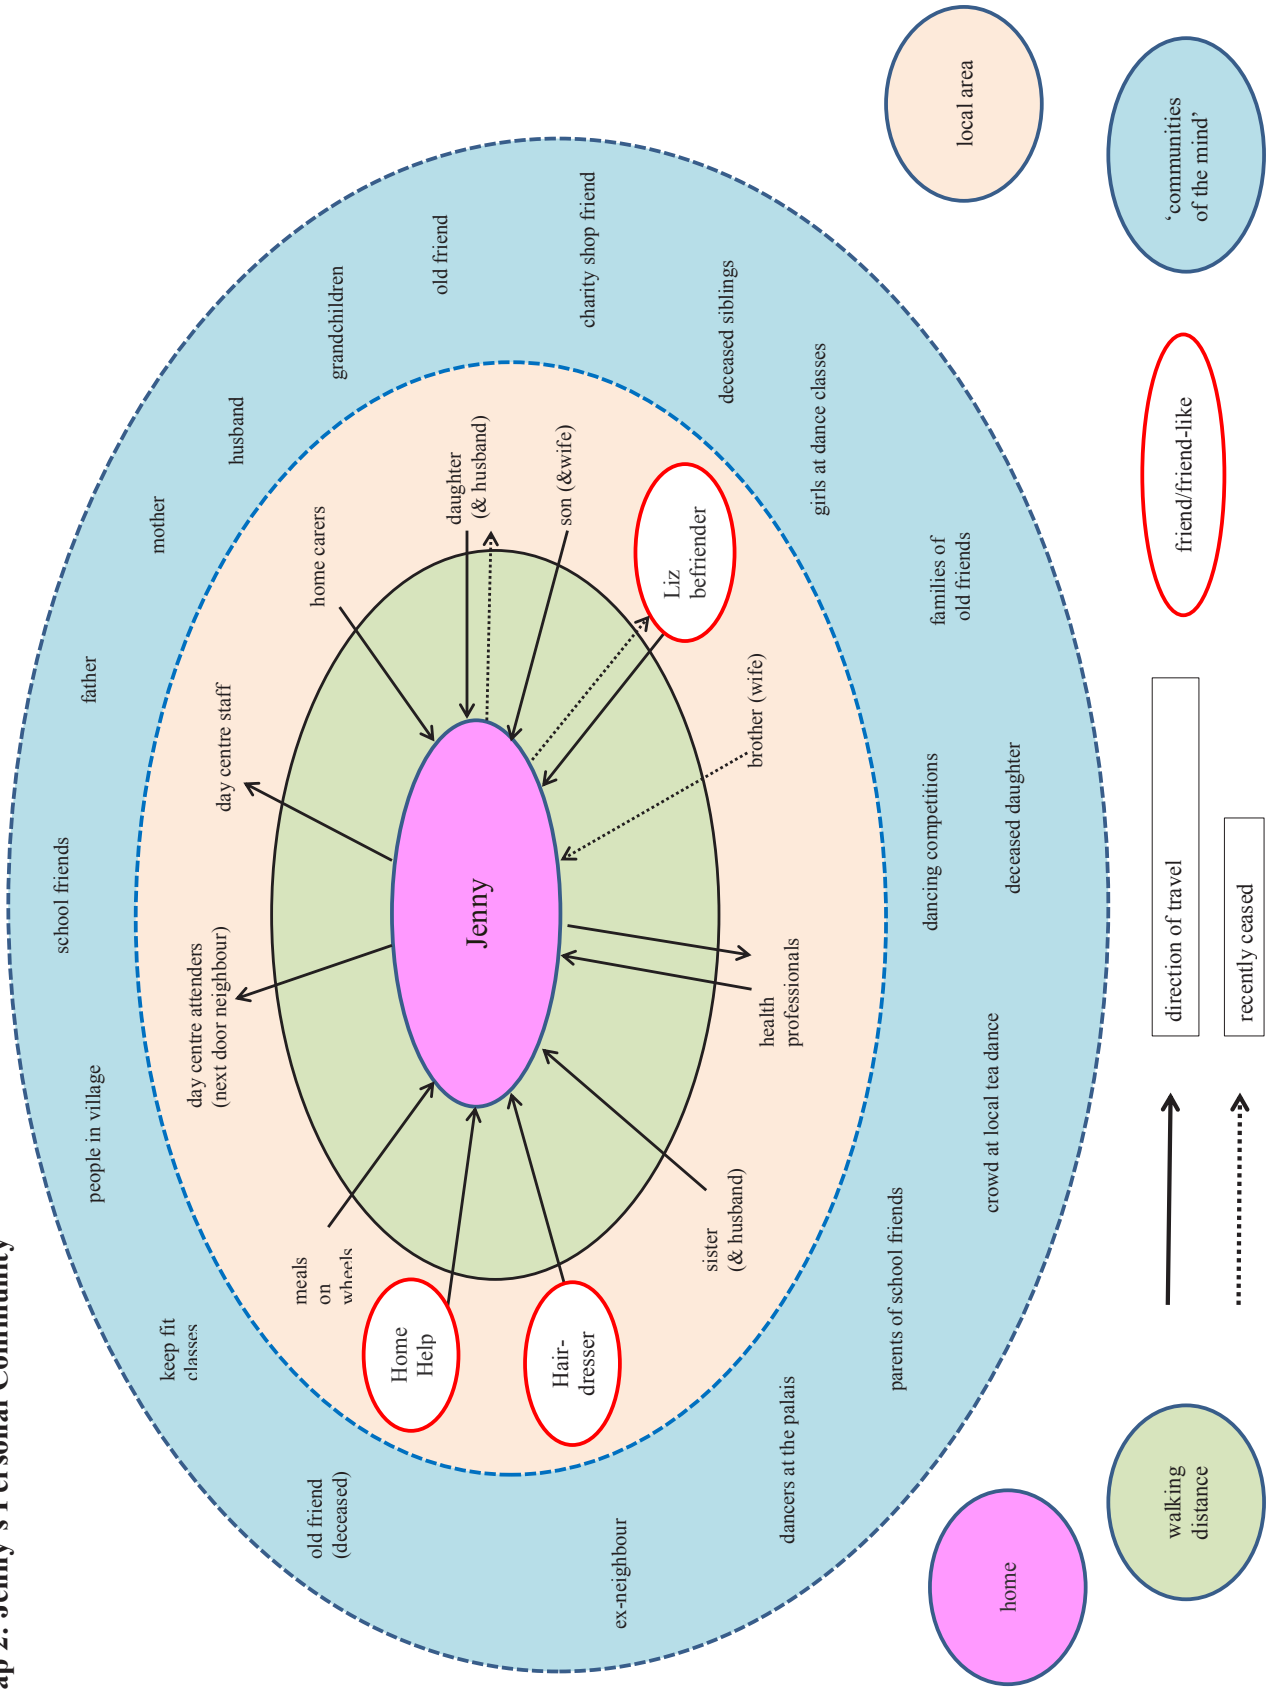 ap 2: Jenny's Personal Community
school friends
people in village
father
mother
keep fit
classes
husband
day centre attenders
(next door neighbour)
day centre staff
home carers
grandchildren
old friend
(deceased)
meals
on
wheels
Home
Help
Jenny
daughter
(& husband)
old friend
Hair-
dresser
son (&wife)
charity shop friend
ex-neighbour
sister
(& husband)
health
professionals
brother (wife)
Liz
befriender
deceased siblings
dancers at the palais
girls at dance classes
parents of school friends
dancing competitions
families of
old friends
crowd at local tea dance
deceased daughter
home
local area
walking
distance
direction of travel
recently ceased
friend/friend-like
‘communities
of the mind’